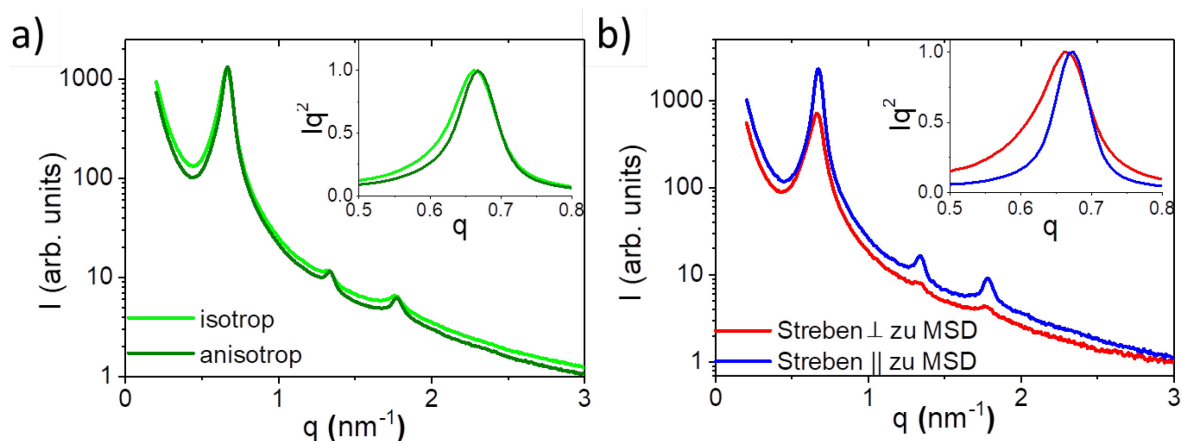 a)
I (arb. units)
1000
100
10
1
0
1
2
3
q (nm⁻¹)
isotrop
anisotrop
Iq²
1.0
0.5
0.0
0.5
0.6
0.7
0.8
q
b)
I (arb. units)
1000
100
10
1
0
1
2
3
q (nm⁻¹)
Streben ⊥ zu MSD
Streben || zu MSD
Iq²
1.0
0.5
0.0
0.5
0.6
0.7
0.8
q